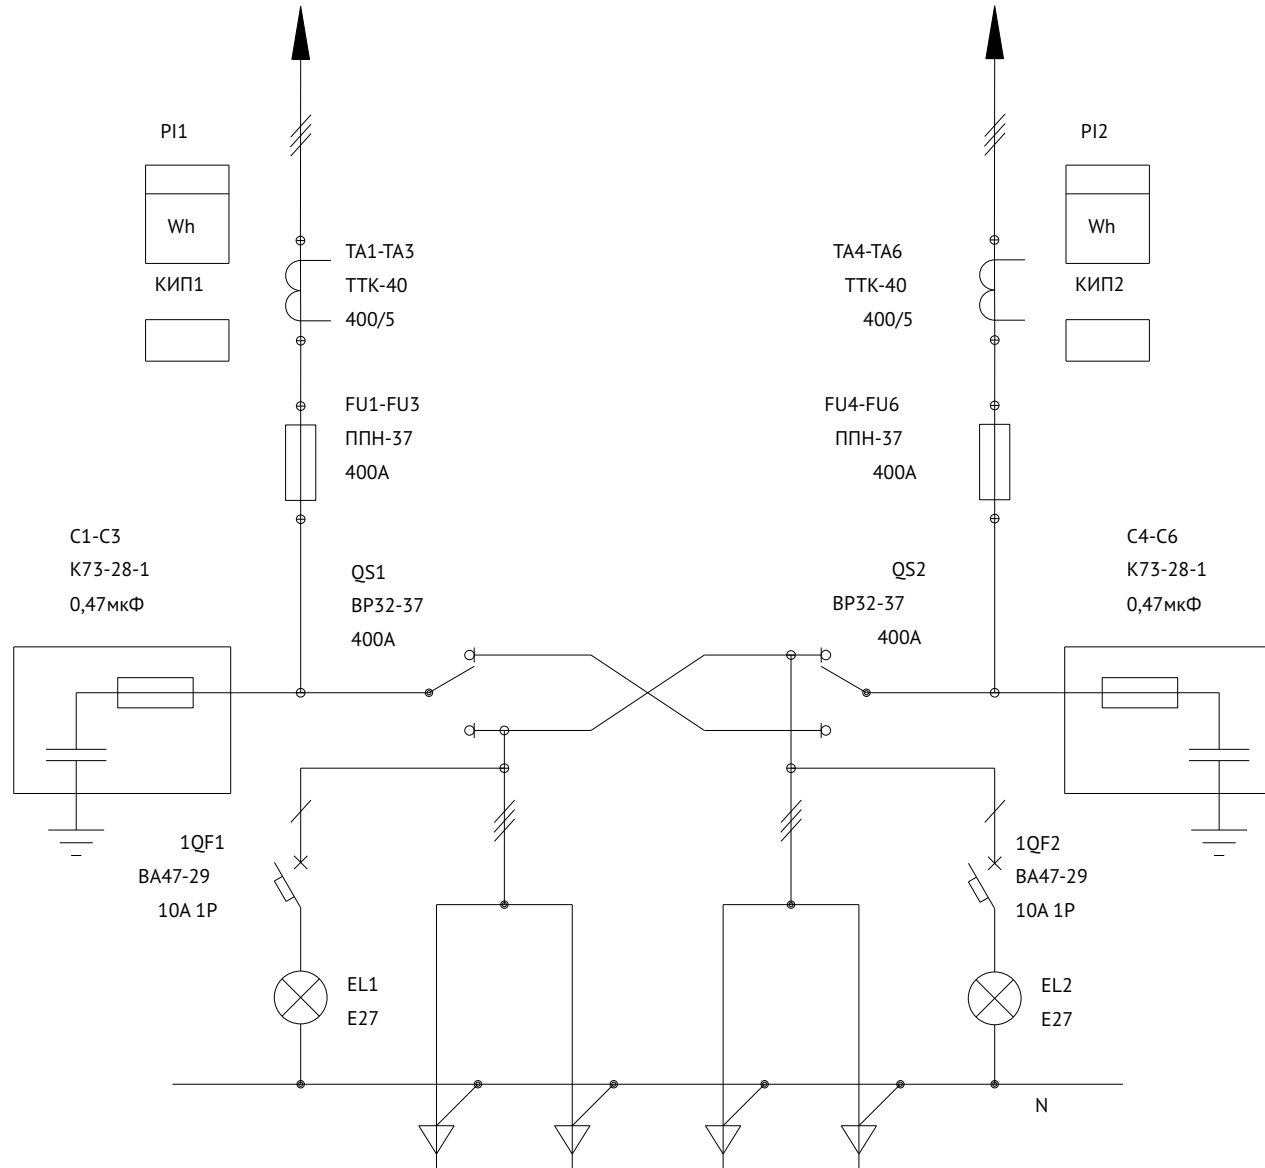 PI1
Wh
КИП1
TA1-TA3
ТТК-40
400/5
FU1-FU3
ППН-37
400А
C1-C3
К73-28-1
0,47мкФ
QS1
ВР32-37
400А
1QF1
ВА47-29
10А 1Р
EL1
E27
PI2
Wh
КИП2
TA4-TA6
ТТК-40
400/5
FU4-FU6
ППН-37
400А
C4-C6
К73-28-1
0,47мкФ
QS2
ВР32-37
400А
1QF2
ВА47-29
10А 1Р
EL2
E27
N